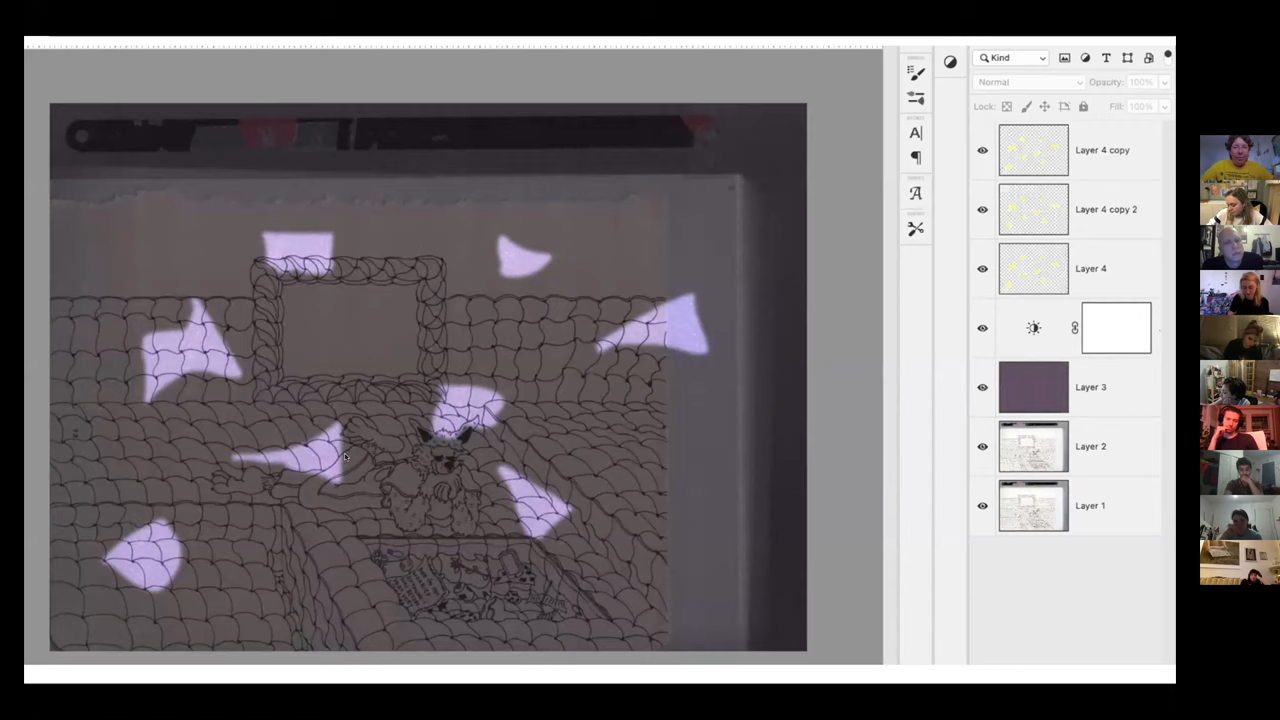 Kind
Normal
Opacity: 100%
Lock:
Fill: 100%
Layer 4 copy
Layer 4 copy 2
Layer 4
Layer 3
Layer 2
Layer 1